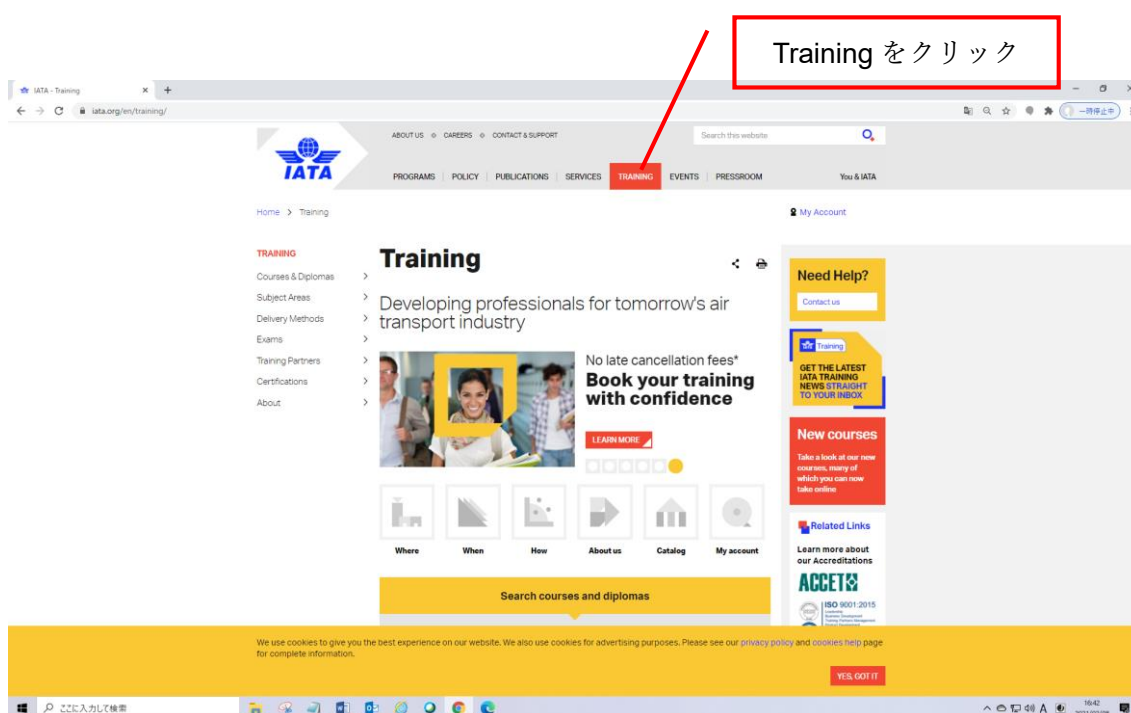 Training をクリック
IATA - Training
iata.org/en/training/
一時停止中
ABOUT US
CAREERS
CONTACT & SUPPORT
Search this website
IATA
PROGRAMS
POLICY
PUBLICATIONS
SERVICES
TRAINING
EVENTS
PRESSROOM
You & IATA
Home > Training
My Account
TRAINING
Courses & Diplomas
Subject Areas
Delivery Methods
Exams
Training Partners
Certifications
About
Training
Developing professionals for tomorrow's air
transport industry
No late cancellation fees*
Book your training
with confidence
LEARN MORE
Where
When
How
About us
Catalog
My account
Search courses and diplomas
Need Help?
Contact us
Training
GET THE LATEST
IATA TRAINING
NEWS STRAIGHT
TO YOUR INBOX
New courses
Take a look at our new
courses, many of
which you can now
take online
Related Links
Learn more about
our Accreditations
ACCET
ISO 9001:2015
We use cookies to give you the best experience on our website. We also use cookies for advertising purposes. Please see our privacy policy and cookies help page
for complete information.
YES, GOT IT
ここに入力して検索
A
16:42